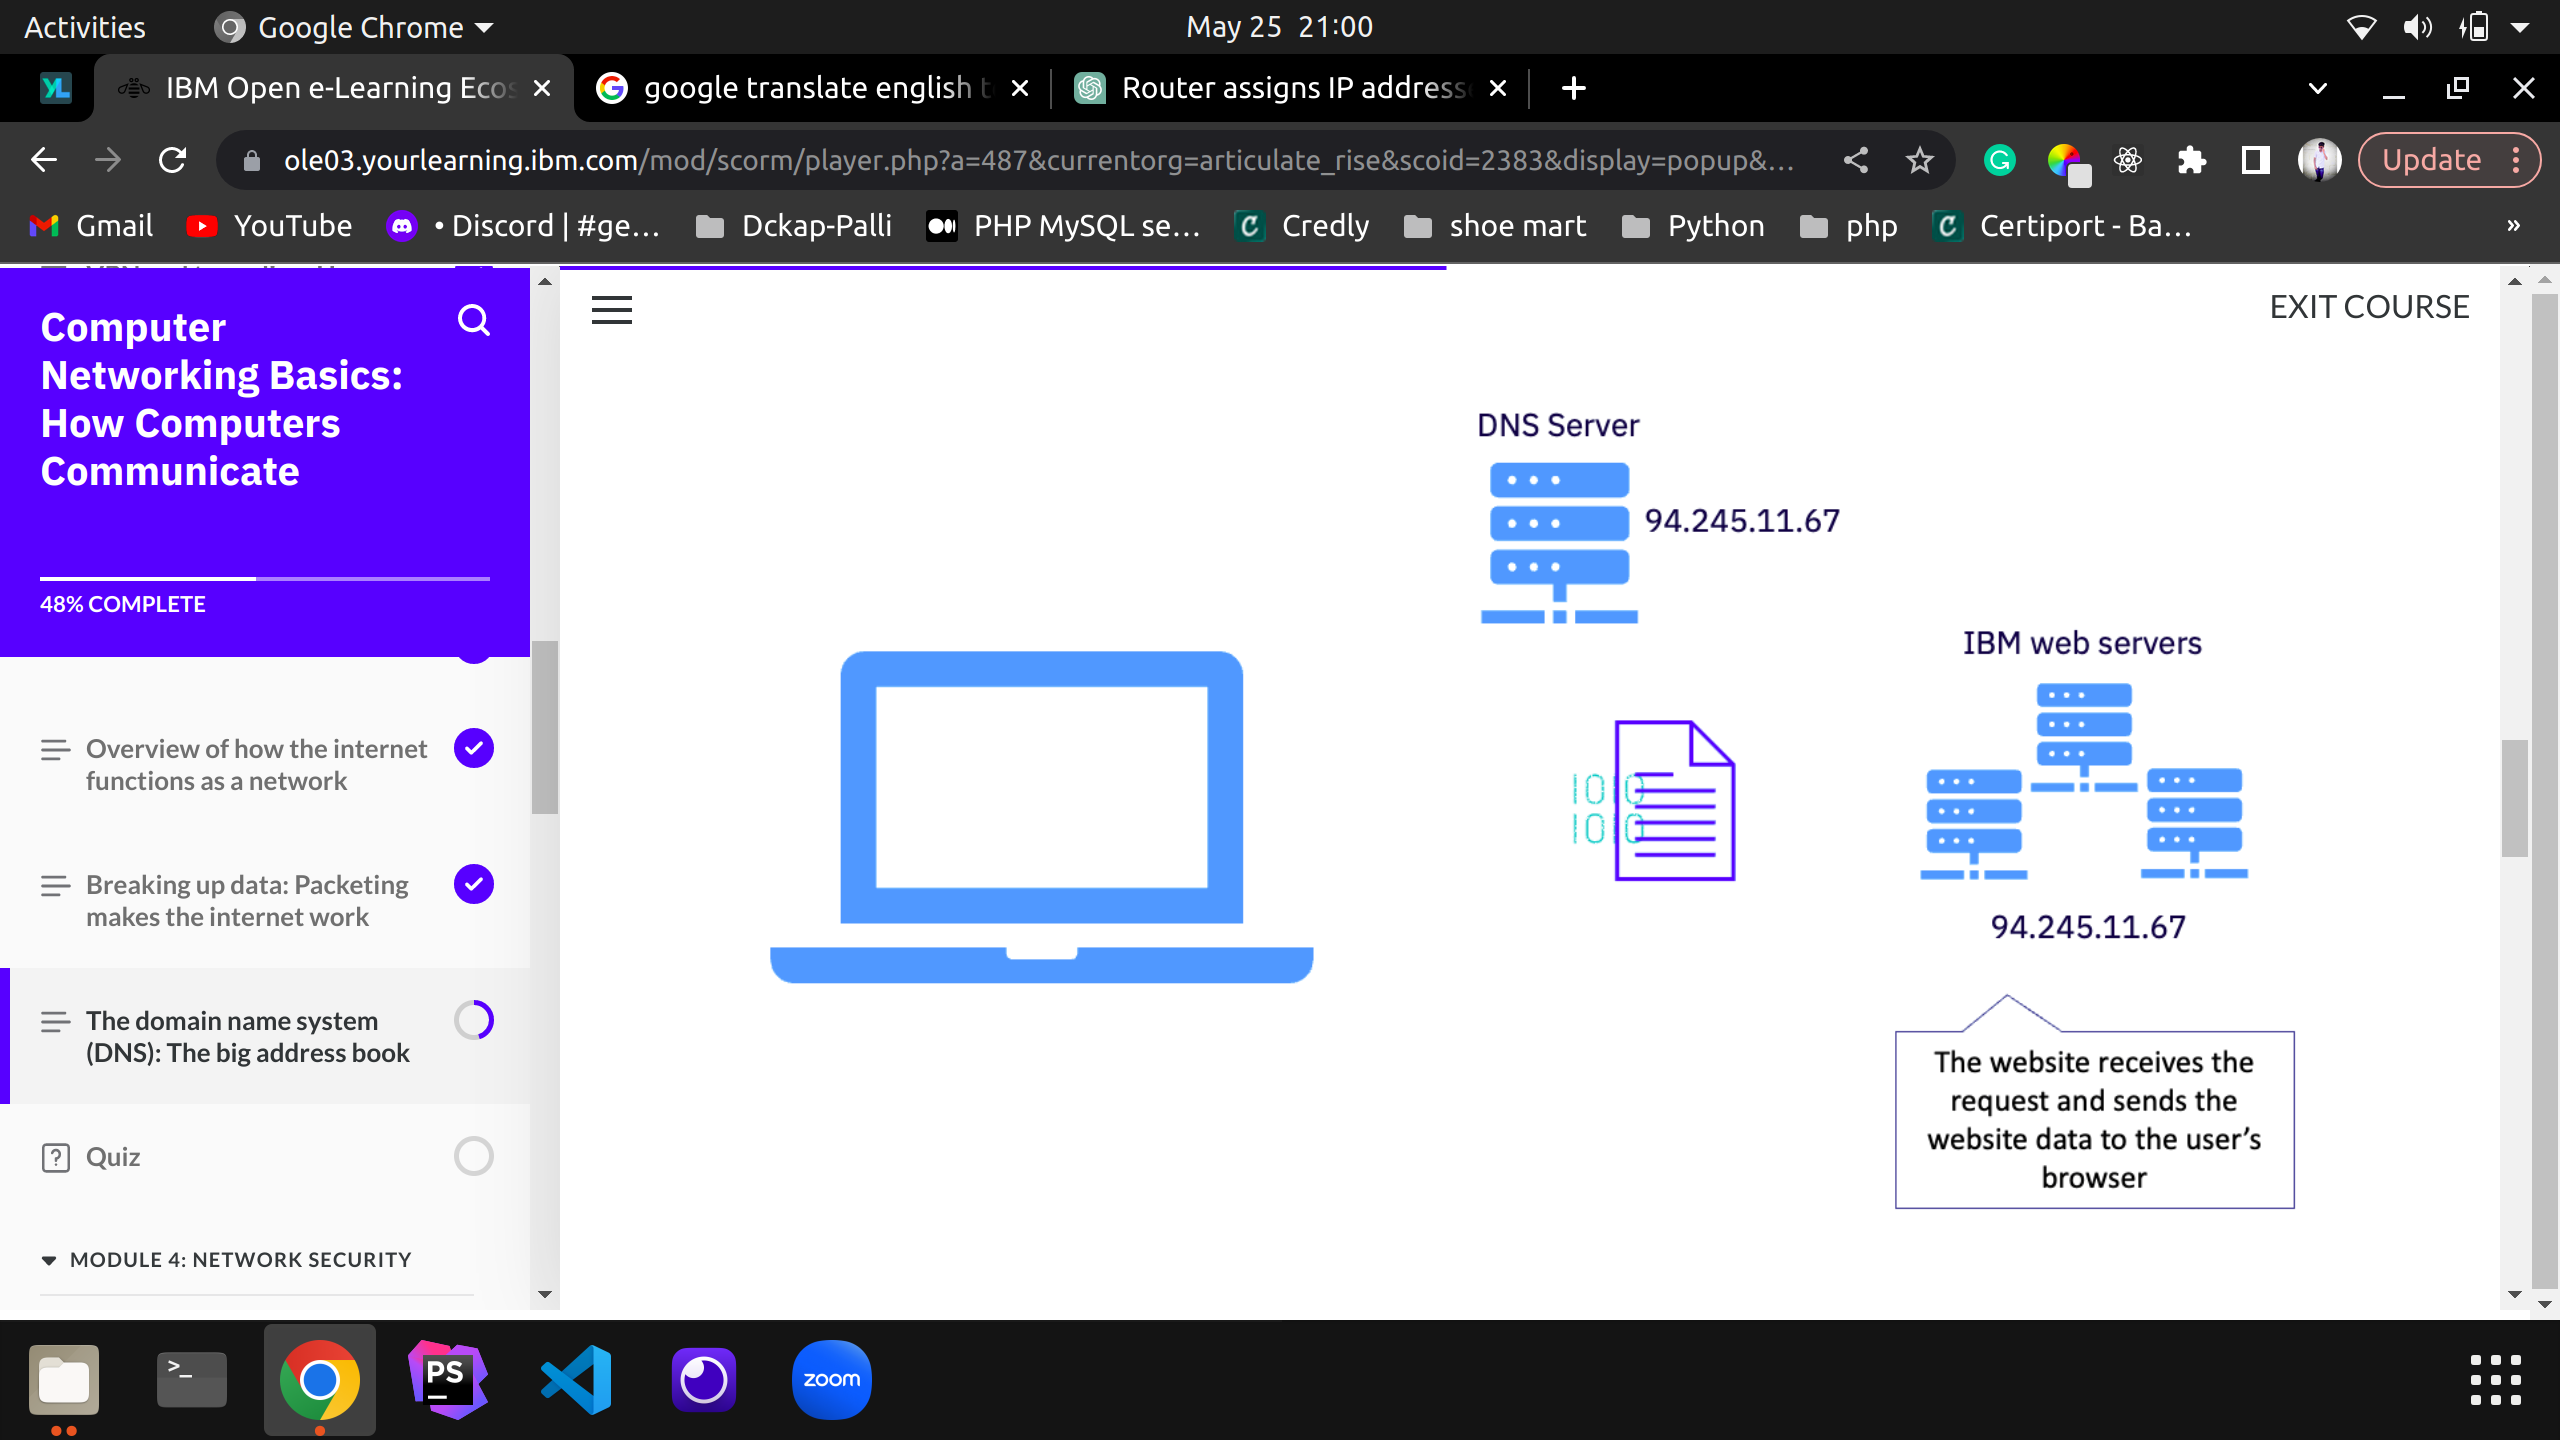 Activities
Google Chrome
May 25 21:00
IBM Open e-Learning Ecos
google translate english t
Router assigns IP addresse
ole03.yourlearning.ibm.com/mod/scorm/player.php?a=487&currentorg=articulate_rise&scoid=2383&display=popup&...
Update
Gmail
YouTube
• Discord | #ge...
Dckap-Palli
PHP MySQL se...
Credly
shoe mart
Python
php
Certiport - Ba...
»
Computer
Networking Basics:
How Computers
Communicate
48% COMPLETE
Overview of how the internet
functions as a network
Breaking up data: Packeting
makes the internet work
The domain name system
(DNS): The big address book
Quiz
MODULE 4: NETWORK SECURITY
EXIT COURSE
DNS Server
94.245.11.67
IBM web servers
1010
1010
94.245.11.67
The website receives the
request and sends the
website data to the user's
browser
>_
PS
zoom